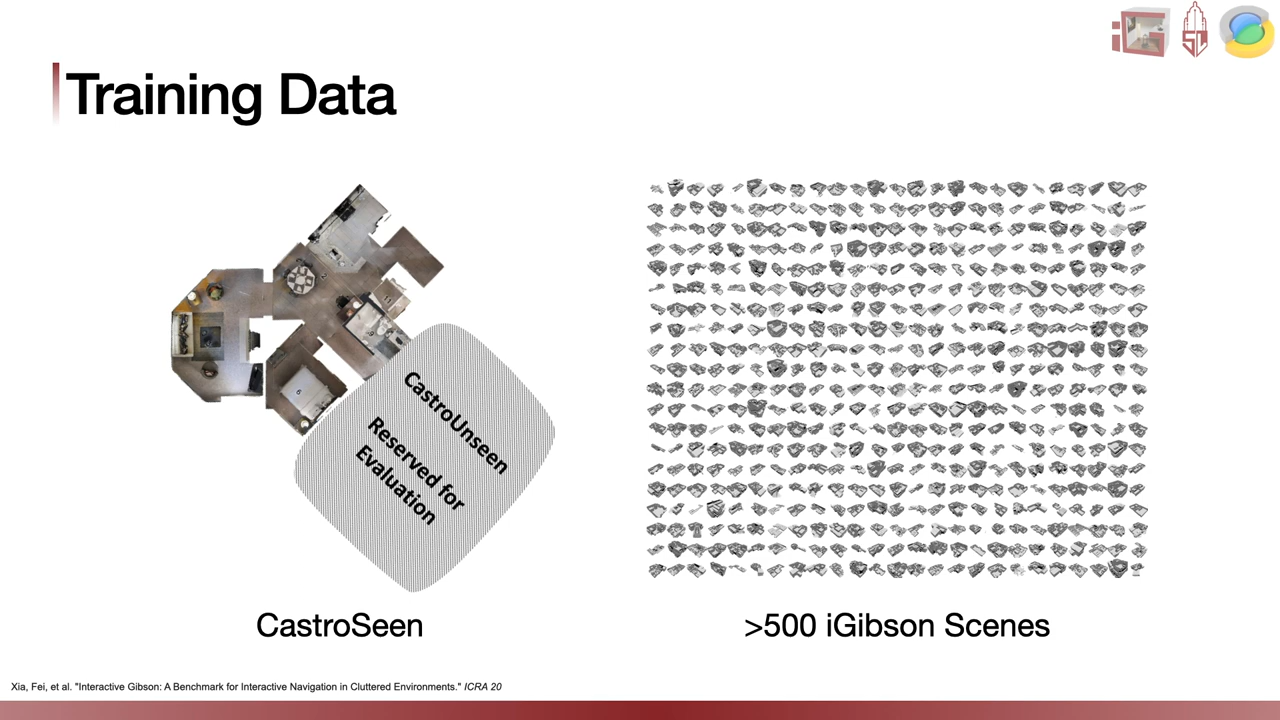 Training Data
CastroUnseen
Reserved for
Evaluation
CastroSeen
>500 iGibson Scenes
Xia, Fei, et al. "Interactive Gibson: A Benchmark for Interactive Navigation in Cluttered Environments." ICRA 20